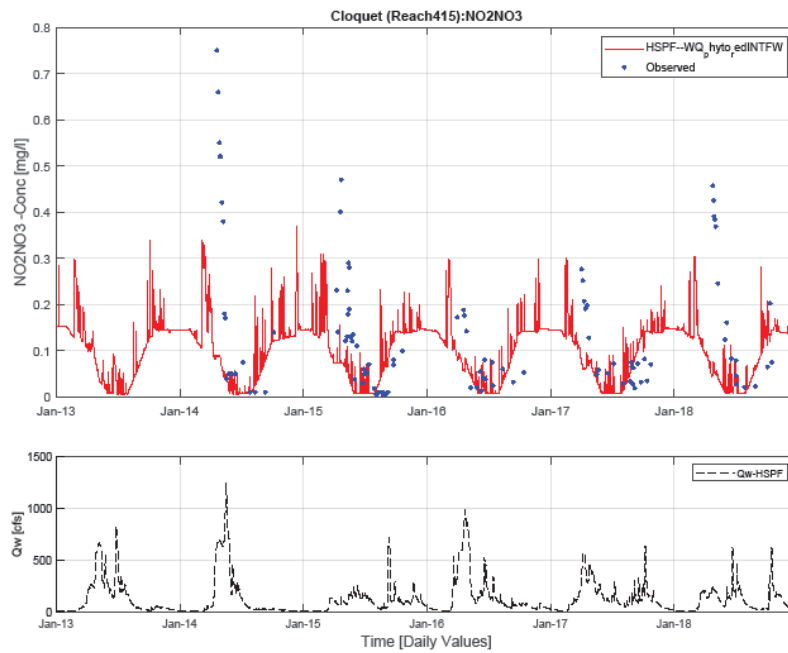 Cloquet (Reach415):NO2NO3
HSPF--WQphytoredINTFW
Observed
NO2NO3 -Conc [mg/l]
0.8
0.7
0.6
0.5
0.4
0.3
0.2
0.1
0
Jan-13 Jan-14 Jan-15 Jan-16 Jan-17 Jan-18
Qw-HSPF
Qw [cfs]
1500
1000
500
0
Jan-13 Jan-14 Jan-15 Jan-16 Jan-17 Jan-18
Time [Daily Values]